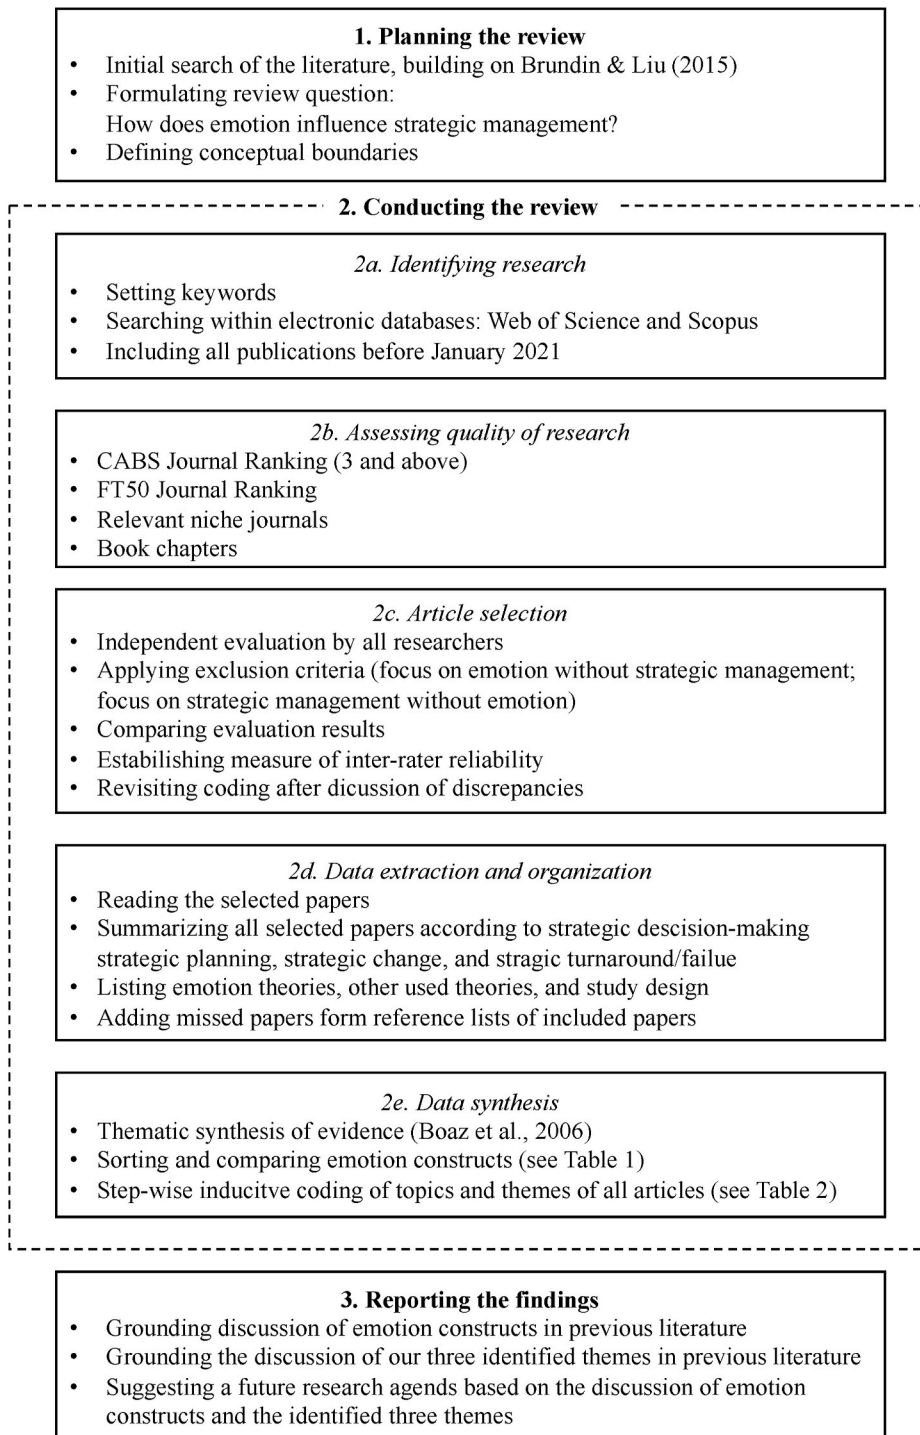 1. Planning the review
• Initial search of the literature, building on Brundin & Liu (2015)
• Formulating review question:
How does emotion influence strategic management?
• Defining conceptual boundaries
2. Conducting the review
2a. Identifying research
• Setting keywords
• Searching within electronic databases: Web of Science and Scopus
• Including all publications before January 2021
2b. Assessing quality of research
• CABS Journal Ranking (3 and above)
• FT50 Journal Ranking
• Relevant niche journals
• Book chapters
2c. Article selection
• Independent evaluation by all researchers
• Applying exclusion criteria (focus on emotion without strategic management;
focus on strategic management without emotion)
• Comparing evaluation results
• Estabilishing measure of inter-rater reliability
• Revisiting coding after dicussion of discrepancies
2d. Data extraction and organization
• Reading the selected papers
• Summarizing all selected papers according to strategic descision-making
strategic planning, strategic change, and stragic turnaround/failue
• Listing emotion theories, other used theories, and study design
• Adding missed papers form reference lists of included papers
2e. Data synthesis
• Thematic synthesis of evidence (Boaz et al., 2006)
• Sorting and comparing emotion constructs (see Table 1)
• Step-wise inducitve coding of topics and themes of all articles (see Table 2)
3. Reporting the findings
• Grounding discussion of emotion constructs in previous literature
• Grounding the discussion of our three identified themes in previous literature
• Suggesting a future research agends based on the discussion of emotion
constructs and the identified three themes